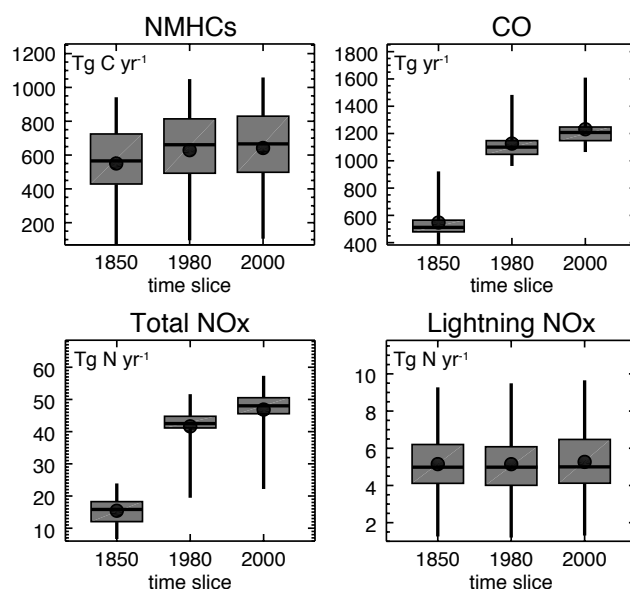 NMHCs
Tg C yr⁻¹
1200
1000
800
600
400
200
1850 1980 2000
time slice
CO
Tg yr⁻¹
1800
1600
1400
1200
1000
800
600
400
1850 1980 2000
time slice
Total NOx
Tg N yr⁻¹
60
50
40
30
20
10
1850 1980 2000
time slice
Lightning NOx
Tg N yr⁻¹
10
8
6
4
2
1850 1980 2000
time slice